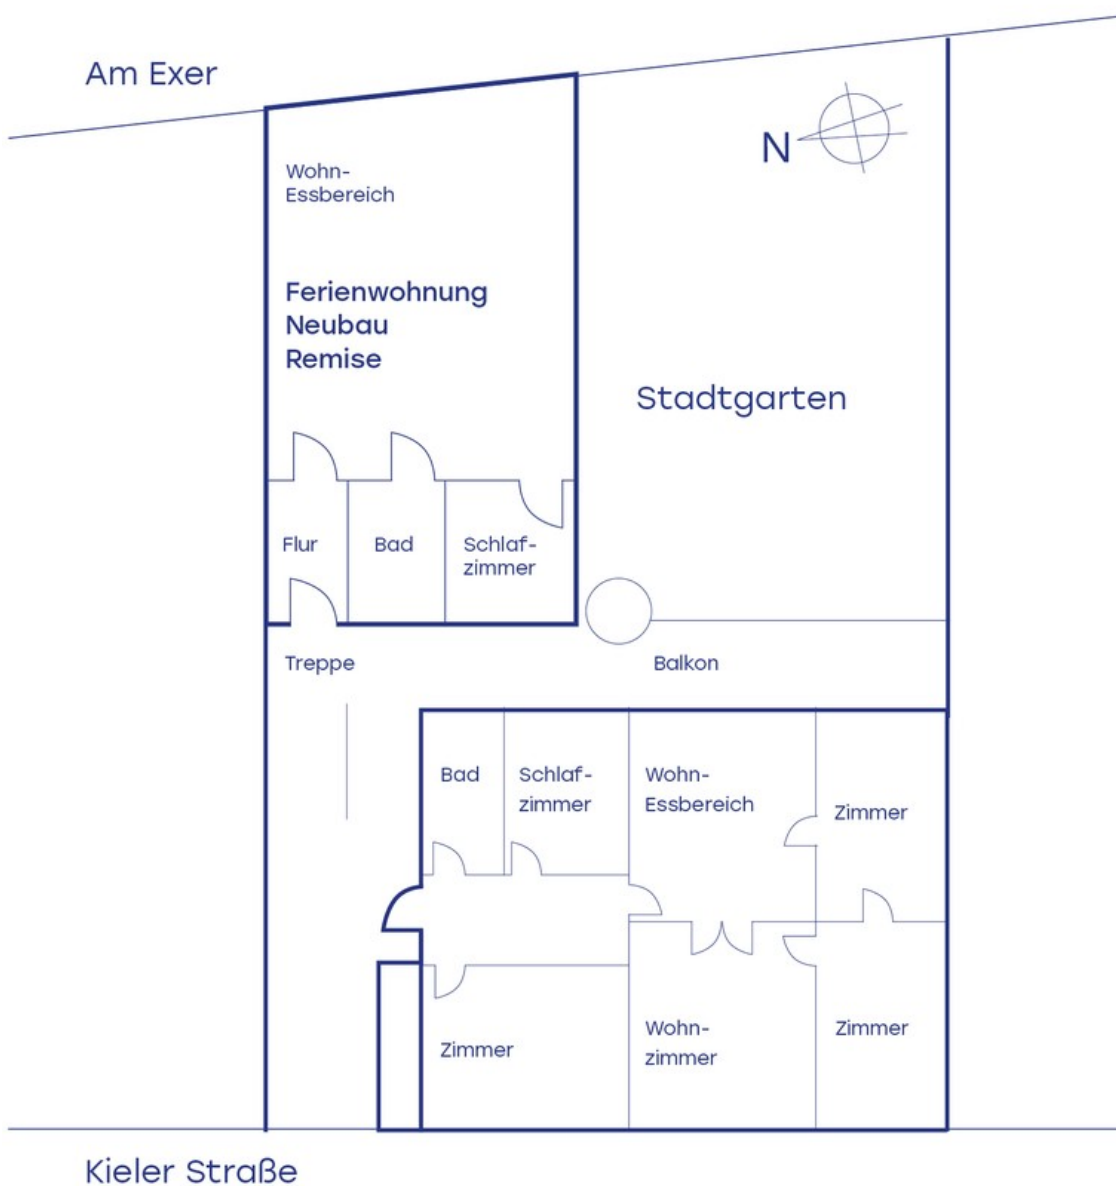 Am Exer
N
Wohn-
Essbereich
Ferienwohnung
Neubau
Remise
Stadtgarten
Flur
Bad
Schlaf-
zimmer
Treppe
Balkon
Bad
Schlaf-
zimmer
Wohn-
Essbereich
Zimmer
Zimmer
Wohn-
zimmer
Zimmer
Kieler Straße